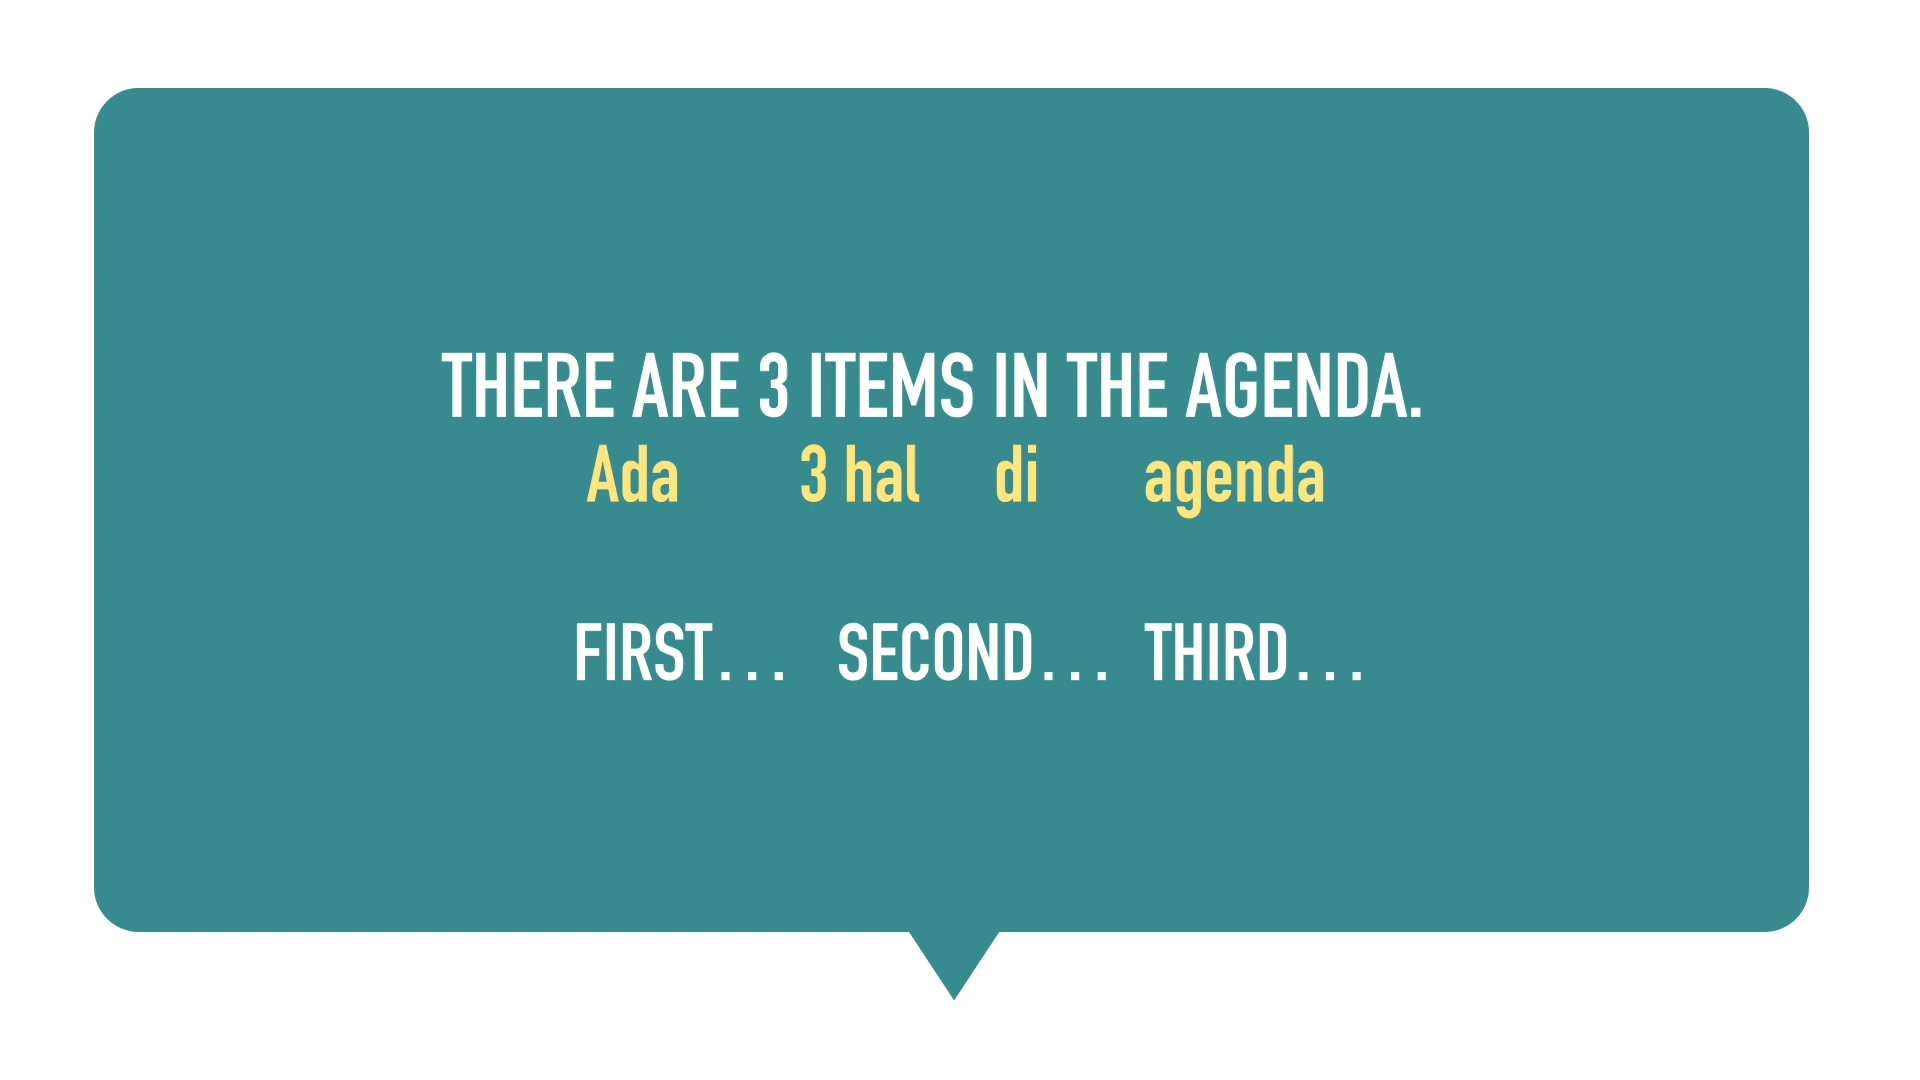 THERE ARE 3 ITEMS IN THE AGENDA.
Ada 3 hal di agenda
FIRST... SECOND... THIRD...